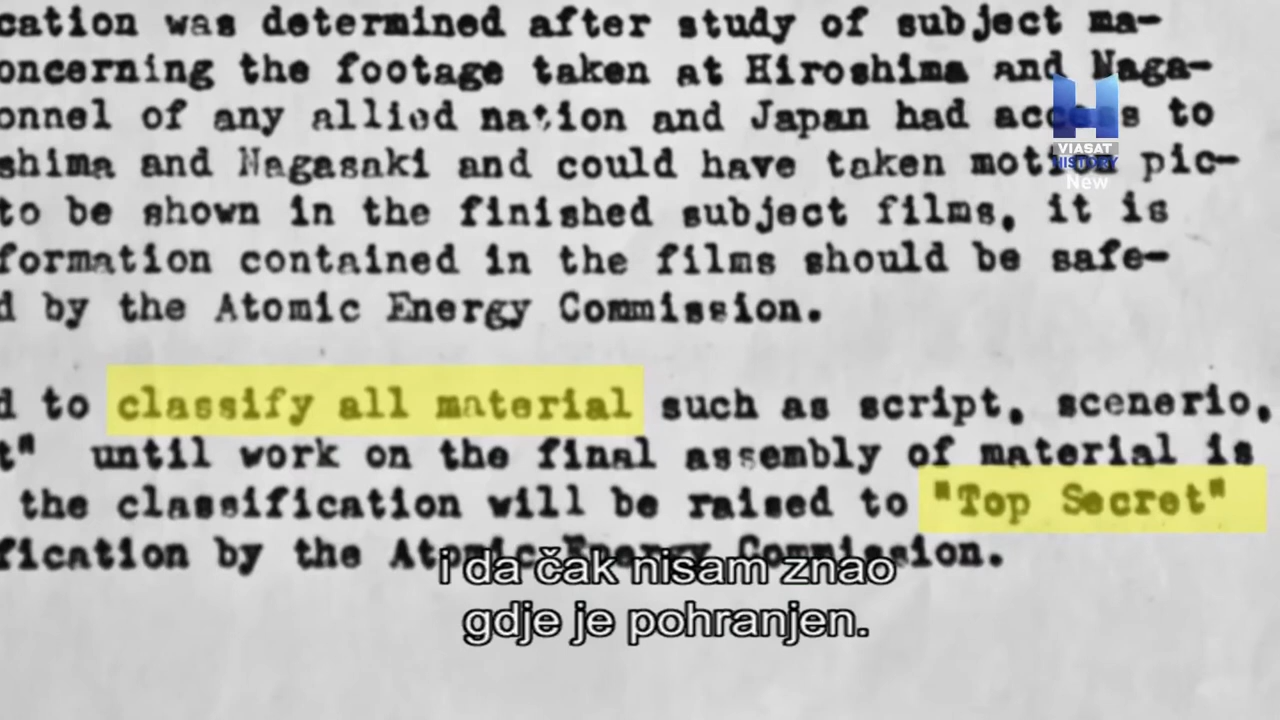 cation was determined after study of subject ma-
oncerning the footage taken at Hiroshima and Naga-
onnel of any allied nation and Japan had access to
shima and Nagasaki and could have taken motion pic-
to be shown in the finished subject films, it is
formation contained in the films should be safe-
d by the Atomic Energy Commission.
d to classify all material such as script, scenerio,
t" until work on the final assembly of material is
the classification will be raised to "Top Secret"
fication by the Atomic Energy Commission.
VIASAT
HISTORY
New
i da čak nisam znao
gdje je pohranjen.